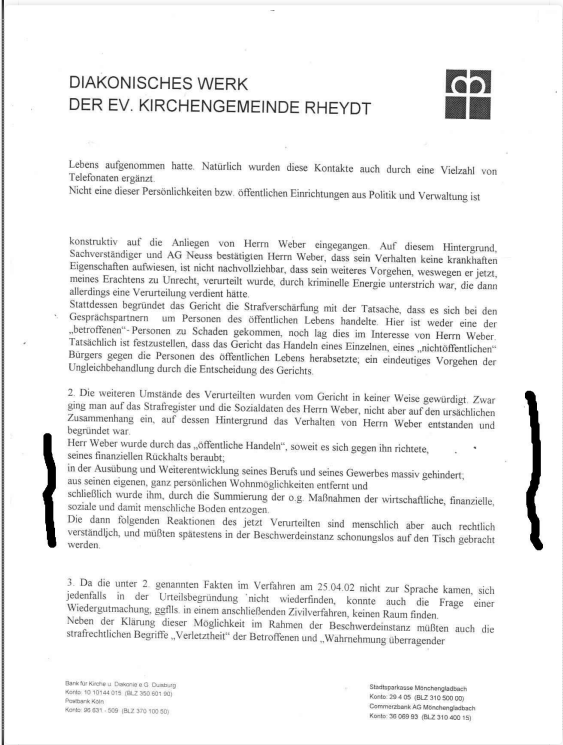 DIAKONISCHES WERK
DER EV. KIRCHENGEMEINDE RHEYDT
Lebens aufgenommen hatte. Natürlich wurden diese Kontakte auch durch eine Vielzahl von
Telefonaten ergänzt.
Nicht eine dieser Persönlichkeiten bzw. öffentlichen Einrichtungen aus Politik und Verwaltung ist
konstruktiv auf die Anliegen von Herrn Weber eingegangen. Auf diesem Hintergrund,
Sachverständiger und AG Neuss bestätigten Herrn Weber, dass sein Verhalten keine krankhaften
Eigenschaften aufwiesen, ist nicht nachvollziehbar, dass sein weiteres Vorgehen, weswegen er jetzt,
meines Erachtens zu Unrecht, verurteilt wurde, durch kriminelle Energie unterstrich war, die dann
allerdings eine Verurteilung verdient hätte.
Stattdessen begründet das Gericht die Strafverschärfung mit der Tatsache, dass es sich bei den
Gesprächspartnern um Personen des öffentlichen Lebens handelte. Hier ist weder eine der
„betroffenen“-Personen zu Schaden gekommen, noch lag dies im Interesse von Herrn Weber.
Tatsächlich ist festzustellen, dass das Gericht das Handeln eines Einzelnen, eines „nichtöffentlichen“
Bürgers gegen die Personen des öffentlichen Lebens herabsetzte; ein eindeutiges Vorgehen der
Ungleichbehandlung durch die Entscheidung des Gerichts.
2. Die weiteren Umstände des Verurteilten wurden vom Gericht in keiner Weise gewürdigt. Zwar
ging man auf das Strafregister und die Sozialdaten des Herrn Weber, nicht aber auf den ursächlichen
Zusammenhang ein, auf dessen Hintergrund das Verhalten von Herrn Weber entstanden und
begründet war.
Herr Weber wurde durch das „öffentliche Handeln“, soweit es sich gegen ihn richtete,
seines finanziellen Rückhalts beraubt;
in der Ausübung und Weiterentwicklung seines Berufs und seines Gewerbes massiv gehindert;
aus seinen eigenen, ganz persönlichen Wohnmöglichkeiten entfernt und
schließlich wurde ihm, durch die Summierung der o.g. Maßnahmen der wirtschaftliche, finanzielle,
soziale und damit menschliche Boden entzogen.
Die dann folgenden Reaktionen des jetzt Verurteilten sind menschlich aber auch rechtlich
verständlich, und müßten spätestens in der Beschwerdeinstanz schonungslos auf den Tisch gebracht
werden.
3. Da die unter 2. genannten Fakten im Verfahren am 25.04.02 nicht zur Sprache kamen, sich
jedenfalls in der Urteilsbegründung nicht wiederfinden, konnte auch die Frage einer
Wiedergutmachung, ggflls. in einem anschließenden Zivilverfahren, keinen Raum finden.
Neben der Klärung dieser Möglichkeit im Rahmen der Beschwerdeinstanz müßten auch die
strafrechtlichen Begriffe „Verletztheit“ der Betroffenen und „Wahrnehmung überragender
Bank für Kirche u. Diakonie e.G. Duisburg
Konto: 10 10144 015 (BLZ 350 601 90)
Postbank Köln
Konto: 96 631 - 509 (BLZ 370 100 50)
Stadtsparkasse Mönchengladbach
Konto: 29 4 05 (BLZ 310 500 00)
Commerzbank AG Mönchengladbach
Konto: 36 069 93 (BLZ 310 400 15)